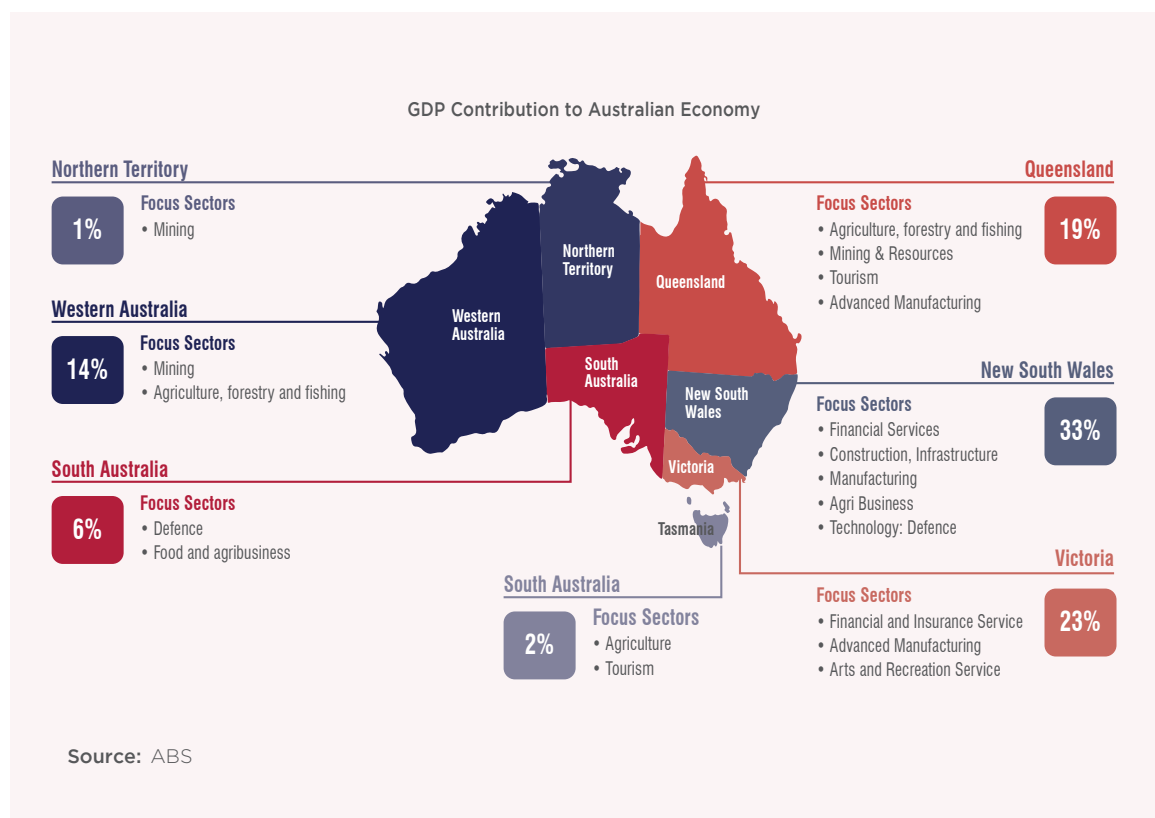 GDP Contribution to Australian Economy
Northern Territory
1%
Focus Sectors
• Mining
Western Australia
14%
Focus Sectors
• Mining
• Agriculture, forestry and fishing
South Australia
6%
Focus Sectors
• Defence
• Food and agribusiness
Northern
Territory
Western
Australia
Queensland
South
Australia
New South
Wales
Victoria
Tasmania
Queensland
Focus Sectors
19%
• Agriculture, forestry and fishing
• Mining & Resources
• Tourism
• Advanced Manufacturing
New South Wales
Focus Sectors
33%
• Financial Services
• Construction, Infrastructure
• Manufacturing
• Agri Business
• Technology: Defence
Victoria
Focus Sectors
23%
• Financial and Insurance Service
• Advanced Manufacturing
• Arts and Recreation Service
South Australia
2%
Focus Sectors
• Agriculture
• Tourism
Source: ABS